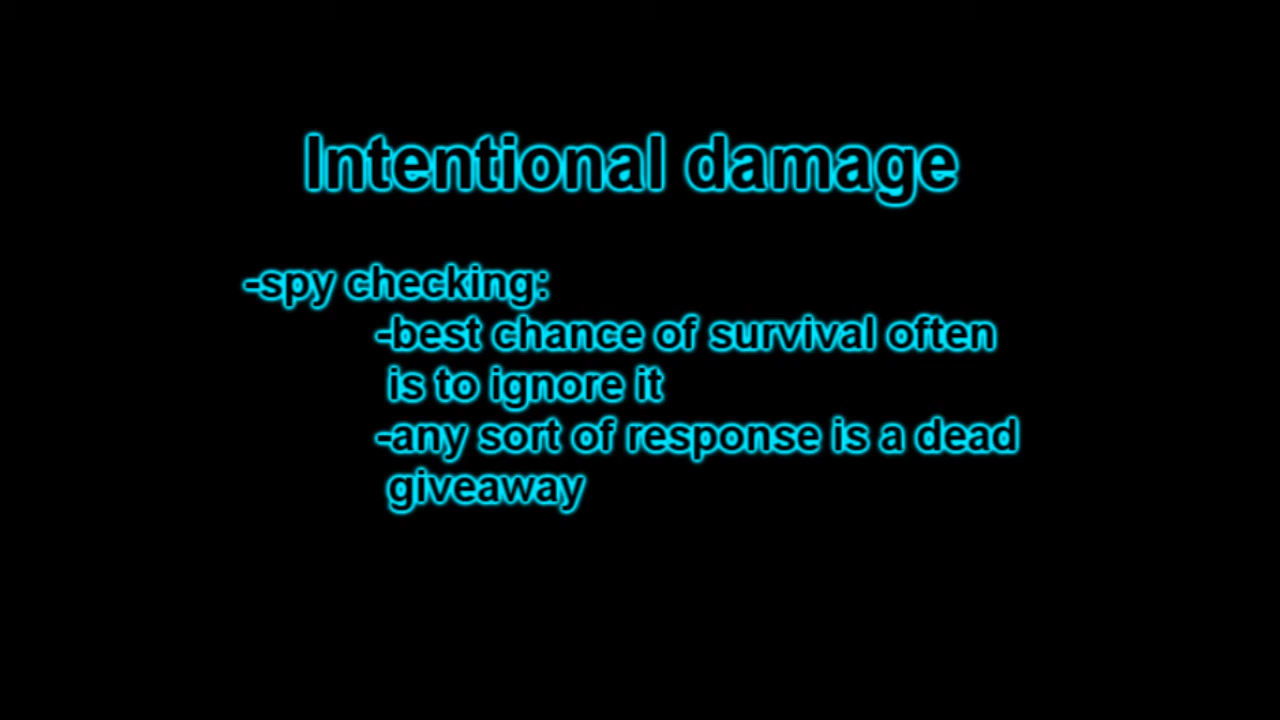 Intentional damage
-spy checking:
-best chance of survival often
is to ignore it
-any sort of response is a dead
giveaway